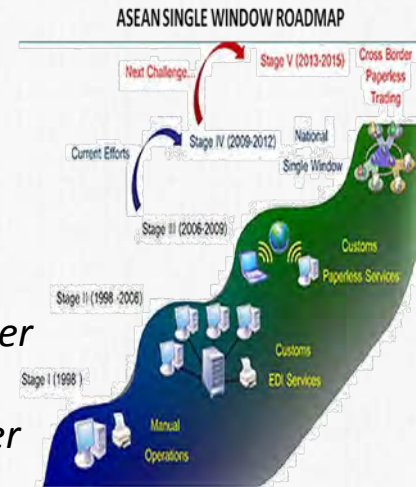 ASEAN SINGLE WINDOW ROADMAP
Next Challenge...
Stage V (2013-2015)
Cross Border
Paperless
Trading
Current Efforts
Stage IV (2009-2012)
National
Single Window
Stage III (2006-2009)
Customs
Paperless Services
Stage II (1998 -2006)
er
Customs
EDI Services
Stage I (1998 )
er
Manual
Operations